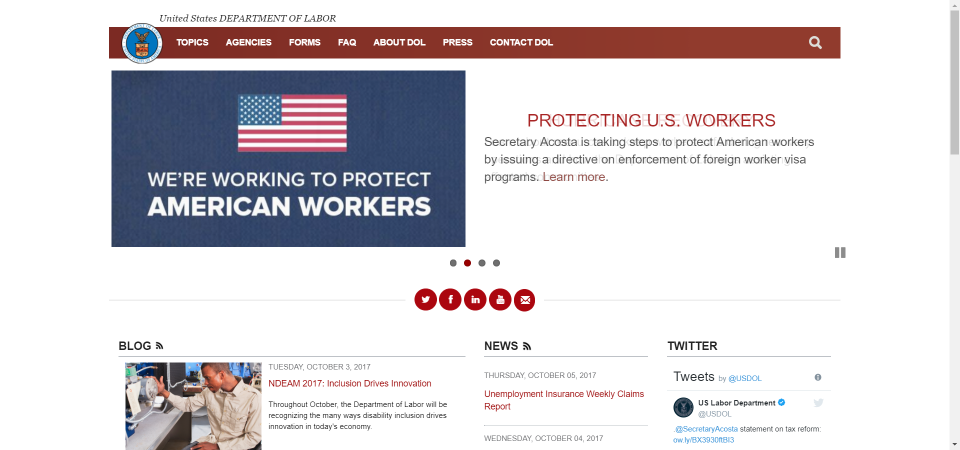 United States DEPARTMENT OF LABOR
TOPICS AGENCIES FORMS FAQ ABOUT DOL PRESS CONTACT DOL
WE'RE WORKING TO PROTECT
AMERICAN WORKERS
PROTECTING U.S. WORKERS
Secretary Acosta is taking steps to protect American workers
by issuing a directive on enforcement of foreign worker visa
programs. Learn more.
BLOG
TUESDAY, OCTOBER 3, 2017
NDEAM 2017: Inclusion Drives Innovation
Throughout October, the Department of Labor will be
recognizing the many ways disability inclusion drives
innovation in today's economy.
NEWS
THURSDAY, OCTOBER 05, 2017
Unemployment Insurance Weekly Claims
Report
WEDNESDAY, OCTOBER 04, 2017
TWITTER
Tweets by @USDOL
US Labor Department
@USDOL
.@SecretaryAcosta statement on tax reform:
ow.ly/BX3930ftBI3